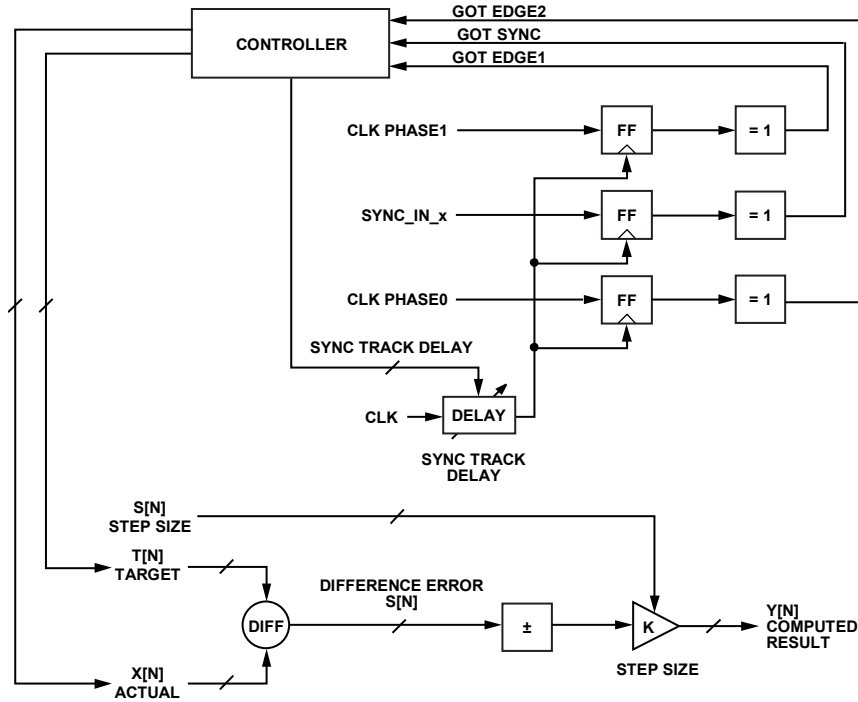 GOT EDGE2
CONTROLLER
GOT SYNC
GOT EDGE1
CLK PHASE1
FF
= 1
SYNC_IN_x
FF
= 1
CLK PHASE0
FF
= 1
SYNC TRACK DELAY
CLK
DELAY
SYNC TRACK
DELAY
S[N]
STEP SIZE
T[N]
TARGET
DIFFERENCE ERROR
S[N]
DIFF
±
K
Y[N]
COMPUTED
RESULT
STEP SIZE
X[N]
ACTUAL